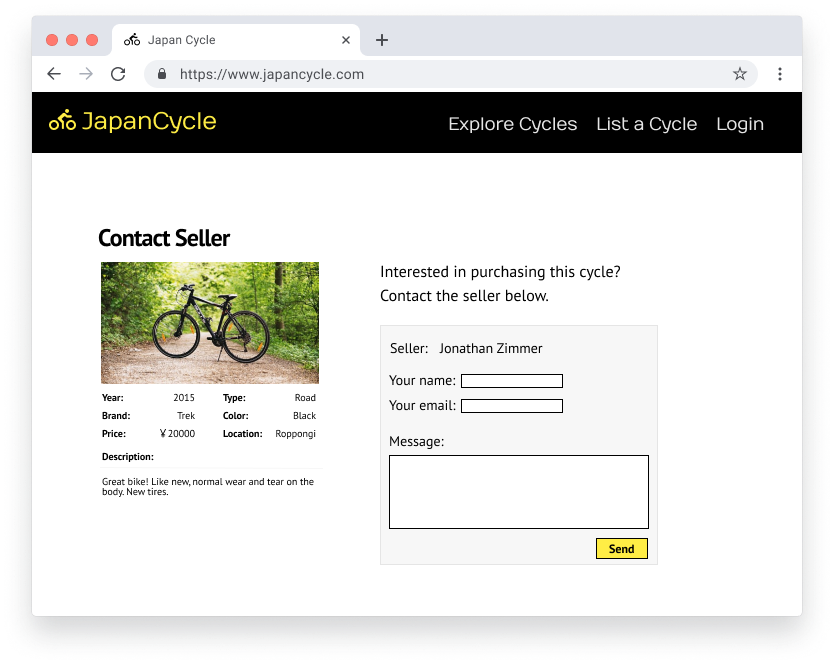 Japan Cycle
https://www.japancycle.com
JapanCycle
Explore Cycles List a Cycle Login
Contact Seller
Year: 2015 Type: Road
Brand: Trek Color: Black
Price: ¥20000 Location: Roppongi
Description:
Great bike! Like new, normal wear and tear on the
body. New tires.
Interested in purchasing this cycle?
Contact the seller below.
Seller: Jonathan Zimmer
Your name:
Your email:
Message:
Send